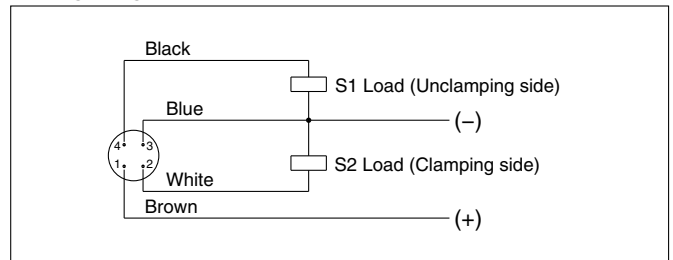 Black
S1 Load (Unclamping side)
Blue
(−)
4 3
1 2
S2 Load (Clamping side)
White
Brown
(+)